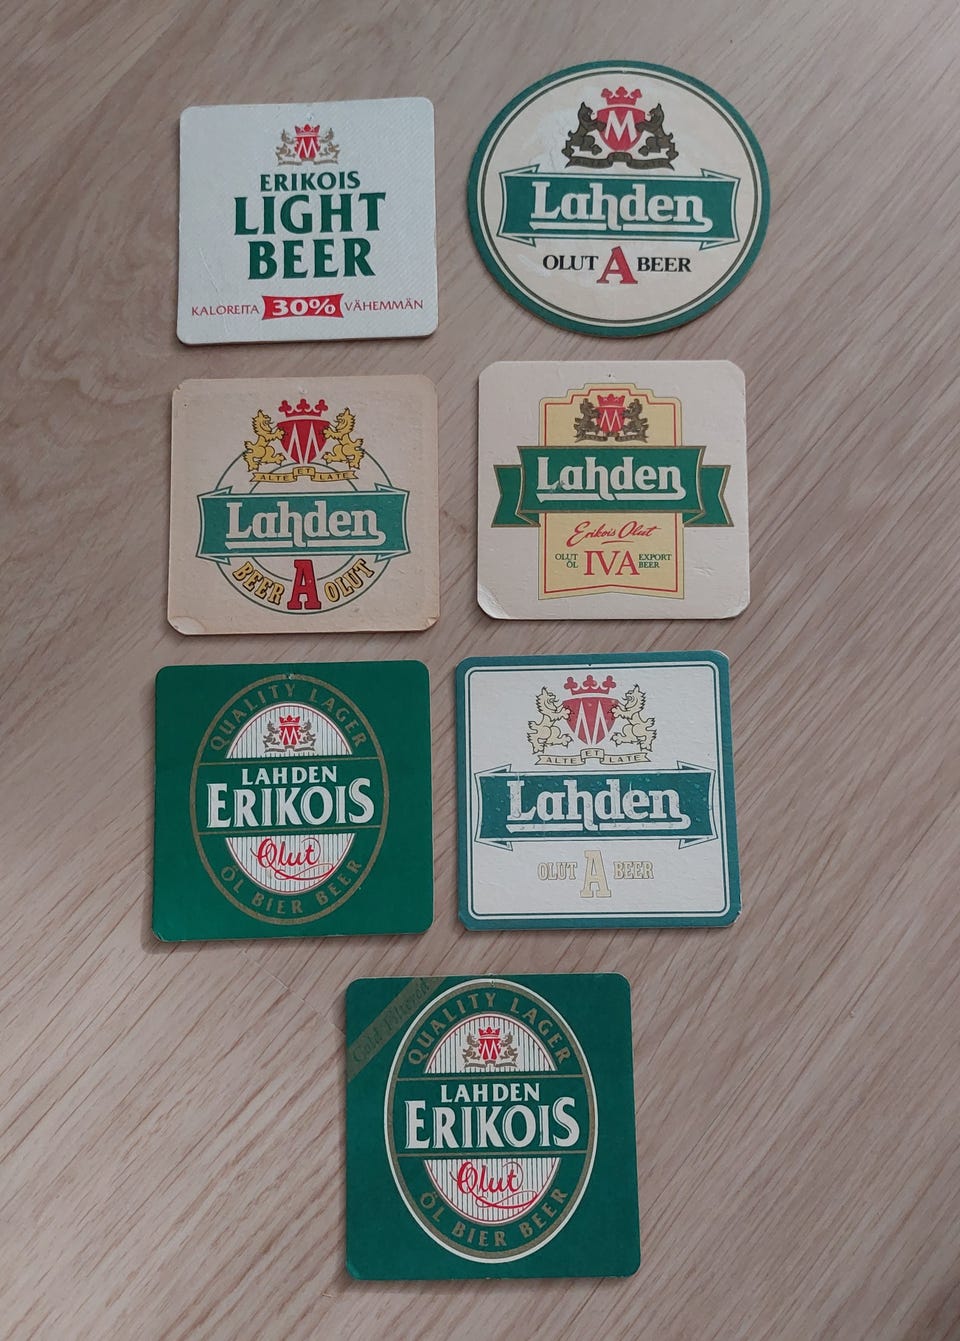 M
ERIKOIS
LIGHT
BEER
KALOREITA 30% VÄHEMMÄN
M
Lahden
OLUT A BEER
M
ALTE ET LATE
Lahden
BEER A OLUT
M
Lahden
Erikois Olut
OLUT ÖL IVA EXPORT BEER
QUALITY LAGER
M
LAHDEN
ERIKOIS
Olut
ÖL BIER BEER
M
ALTE ET LATE
Lahden
OLUT A BEER
Cold Filtered
QUALITY LAGER
M
LAHDEN
ERIKOIS
Olut
ÖL BIER BEER